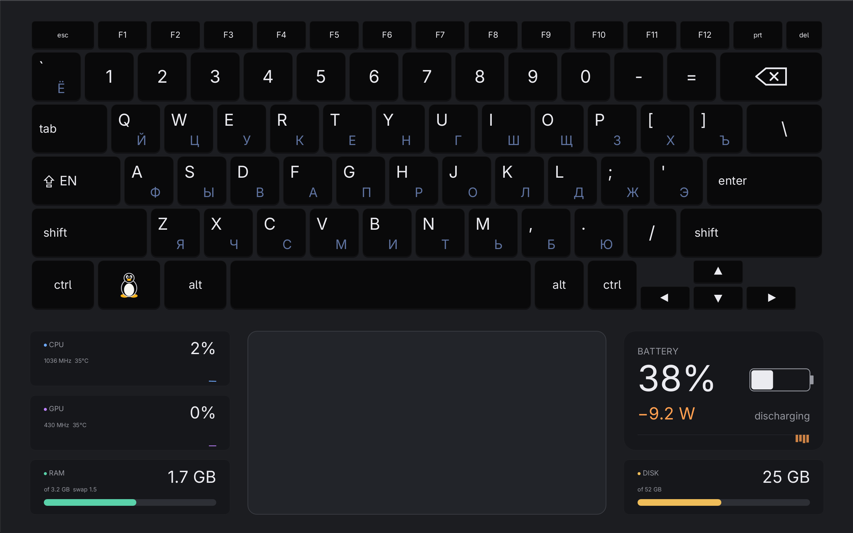 esc F1 F2 F3 F4 F5 F6 F7 F8 F9 F10 F11 F12 prt del
` Ё 1 2 3 4 5 6 7 8 9 0 - =
tab Q Й W Ц E У R К T Е Y Н U Г I Ш O Щ P З [ Х ] Ъ \
EN A Ф S Ы D В F А G П H Р J О K Л L Д ; Ж ' Э enter
shift Z Я X Ч C С V М B И N Т M Ь , Б . Ю / shift
ctrl alt alt ctrl
CPU 2%
1036 MHz 35°C
GPU 0%
430 MHz 35°C
RAM 1.7 GB
of 3.2 GB swap 1.5
BATTERY
38%
−9.2 W discharging
DISK 25 GB
of 52 GB